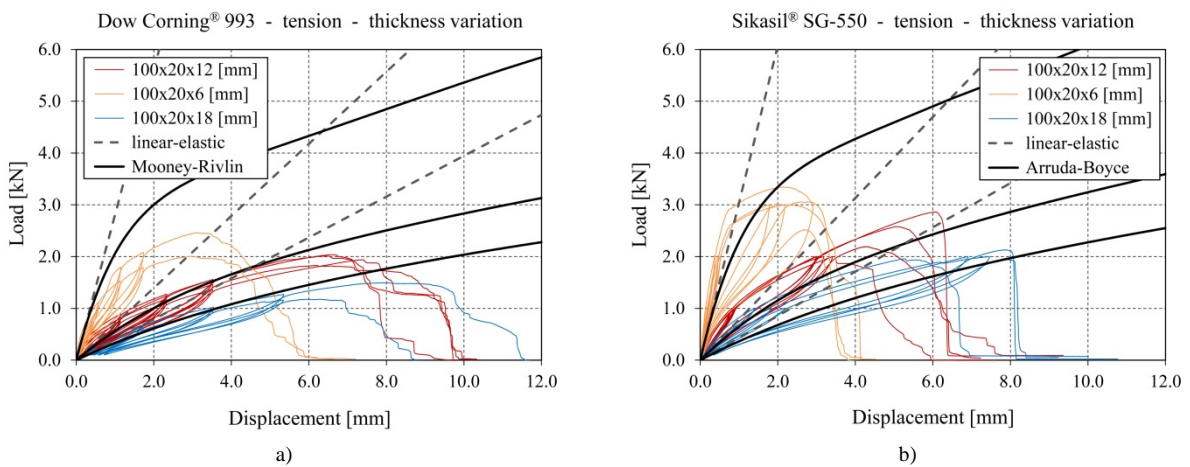 Dow Corning® 993 - tension - thickness variation
6.0
5.0
4.0
3.0
2.0
1.0
0.0
Load [kN]
100x20x12 [mm]
100x20x6 [mm]
100x20x18 [mm]
linear-elastic
Mooney-Rivlin
0.0 2.0 4.0 6.0 8.0 10.0 12.0
Displacement [mm]
a)
Sikasil® SG-550 - tension - thickness variation
6.0
5.0
4.0
3.0
2.0
1.0
0.0
Load [kN]
100x20x12 [mm]
100x20x6 [mm]
100x20x18 [mm]
linear-elastic
Arruda-Boyce
0.0 2.0 4.0 6.0 8.0 10.0 12.0
Displacement [mm]
b)